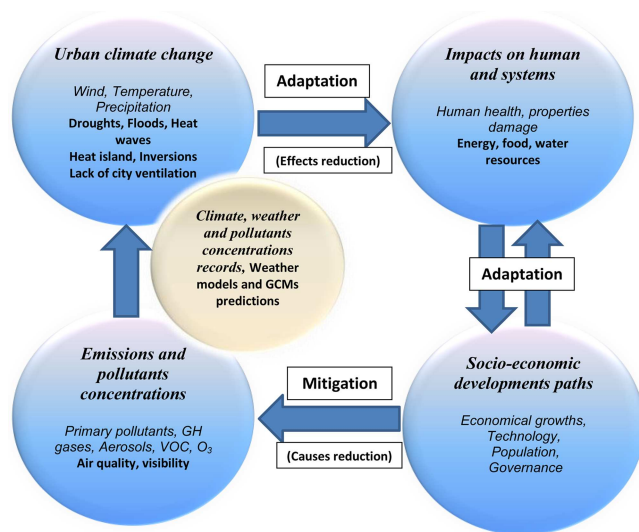 Urban climate change
Wind, Temperature,
Precipitation
Droughts, Floods, Heat
waves
Heat island, Inversions
Lack of city ventilation
Adaptation
(Effects reduction)
Impacts on human
and systems
Human health, properties
damage
Energy, food, water
resources
Climate, weather
and pollutants
concentrations
records, Weather
models and GCMs
predictions
Adaptation
Emissions and
pollutants
concentrations
Primary pollutants, GH
gases, Aerosols, VOC, O₃
Air quality, visibility
Mitigation
(Causes reduction)
Socio-economic
developments paths
Economical growths,
Technology,
Population,
Governance